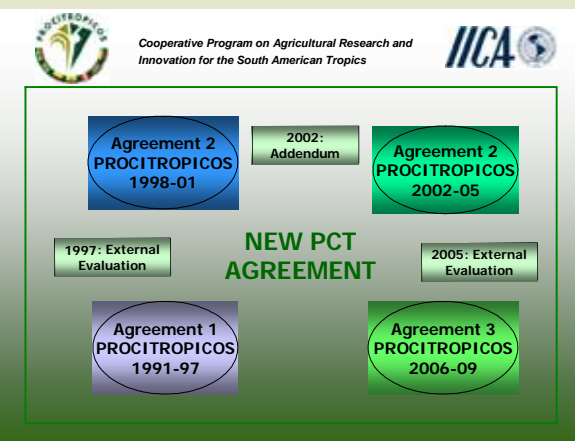 PROCITROPICOS
Cooperative Program on Agricultural Research and
Innovation for the South American Tropics
IICA
Agreement 2
PROCITROPICOS
1998-01
2002:
Addendum
Agreement 2
PROCITROPICOS
2002-05
1997: External
Evaluation
NEW PCT
AGREEMENT
2005: External
Evaluation
Agreement 1
PROCITROPICOS
1991-97
Agreement 3
PROCITROPICOS
2006-09